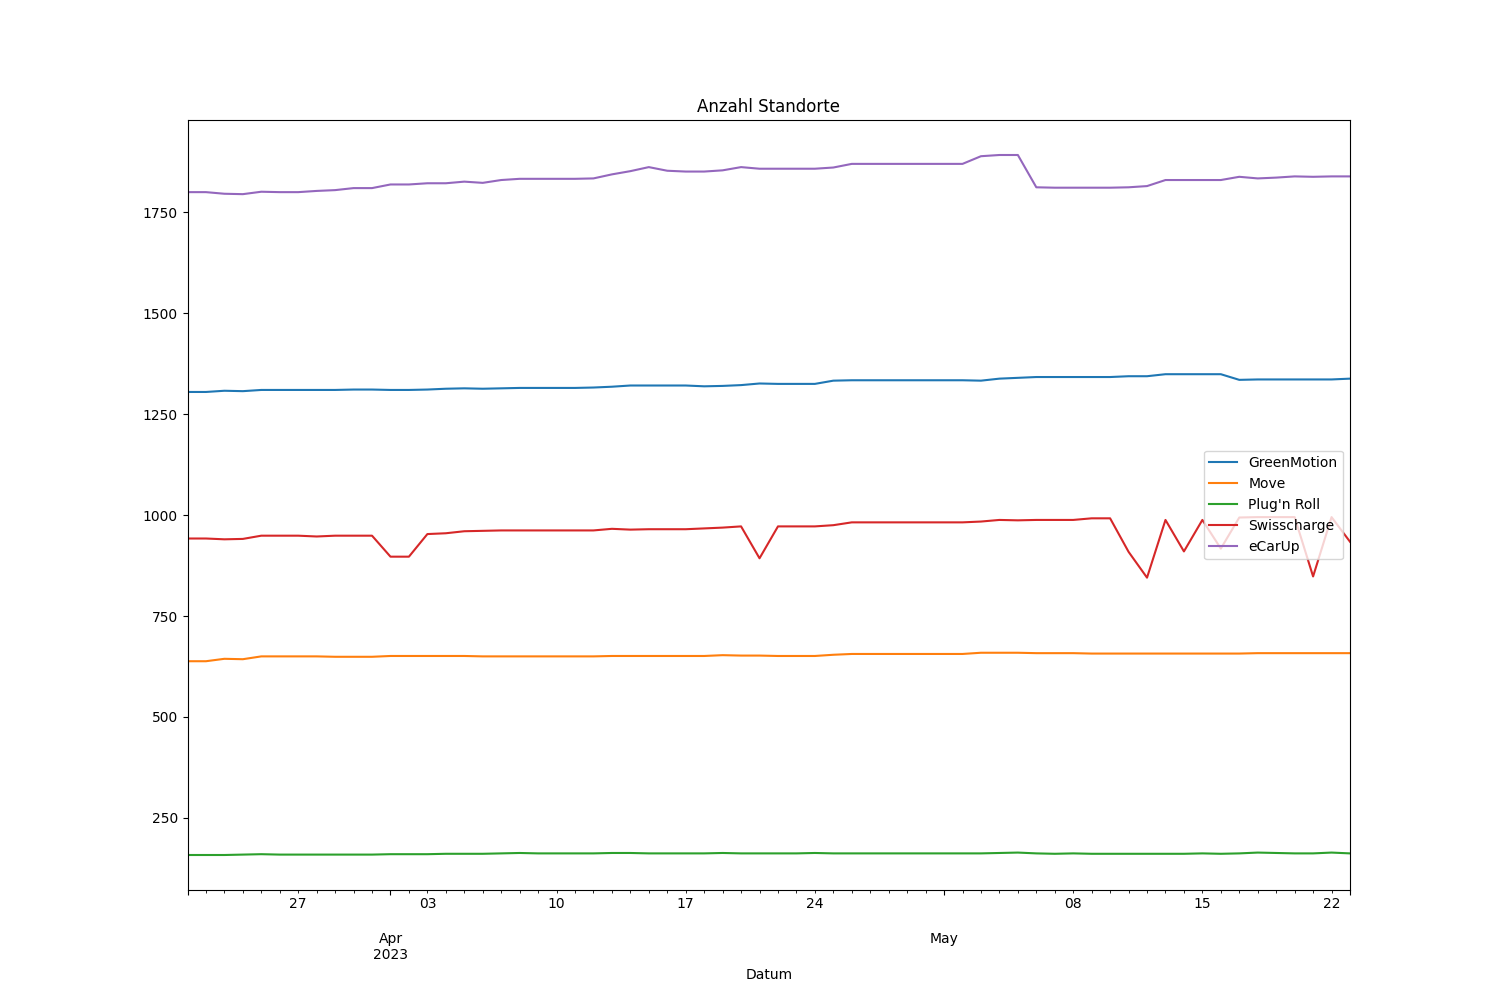 Anzahl Standorte
1750
1500
1250
1000
750
500
250
GreenMotion
Move
Plug'n Roll
Swisscharge
eCarUp
27 03 10 17 24 08 15 22
Apr May
2023
Datum